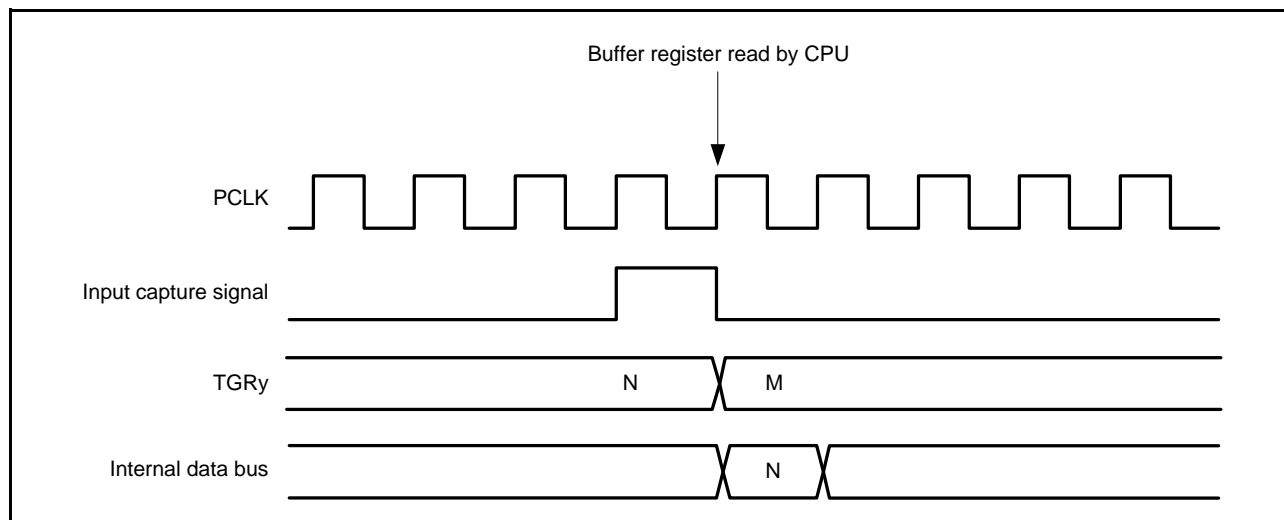 Buffer register read by CPU
PCLK
Input capture signal
TGRy
N
M
Internal data bus
N